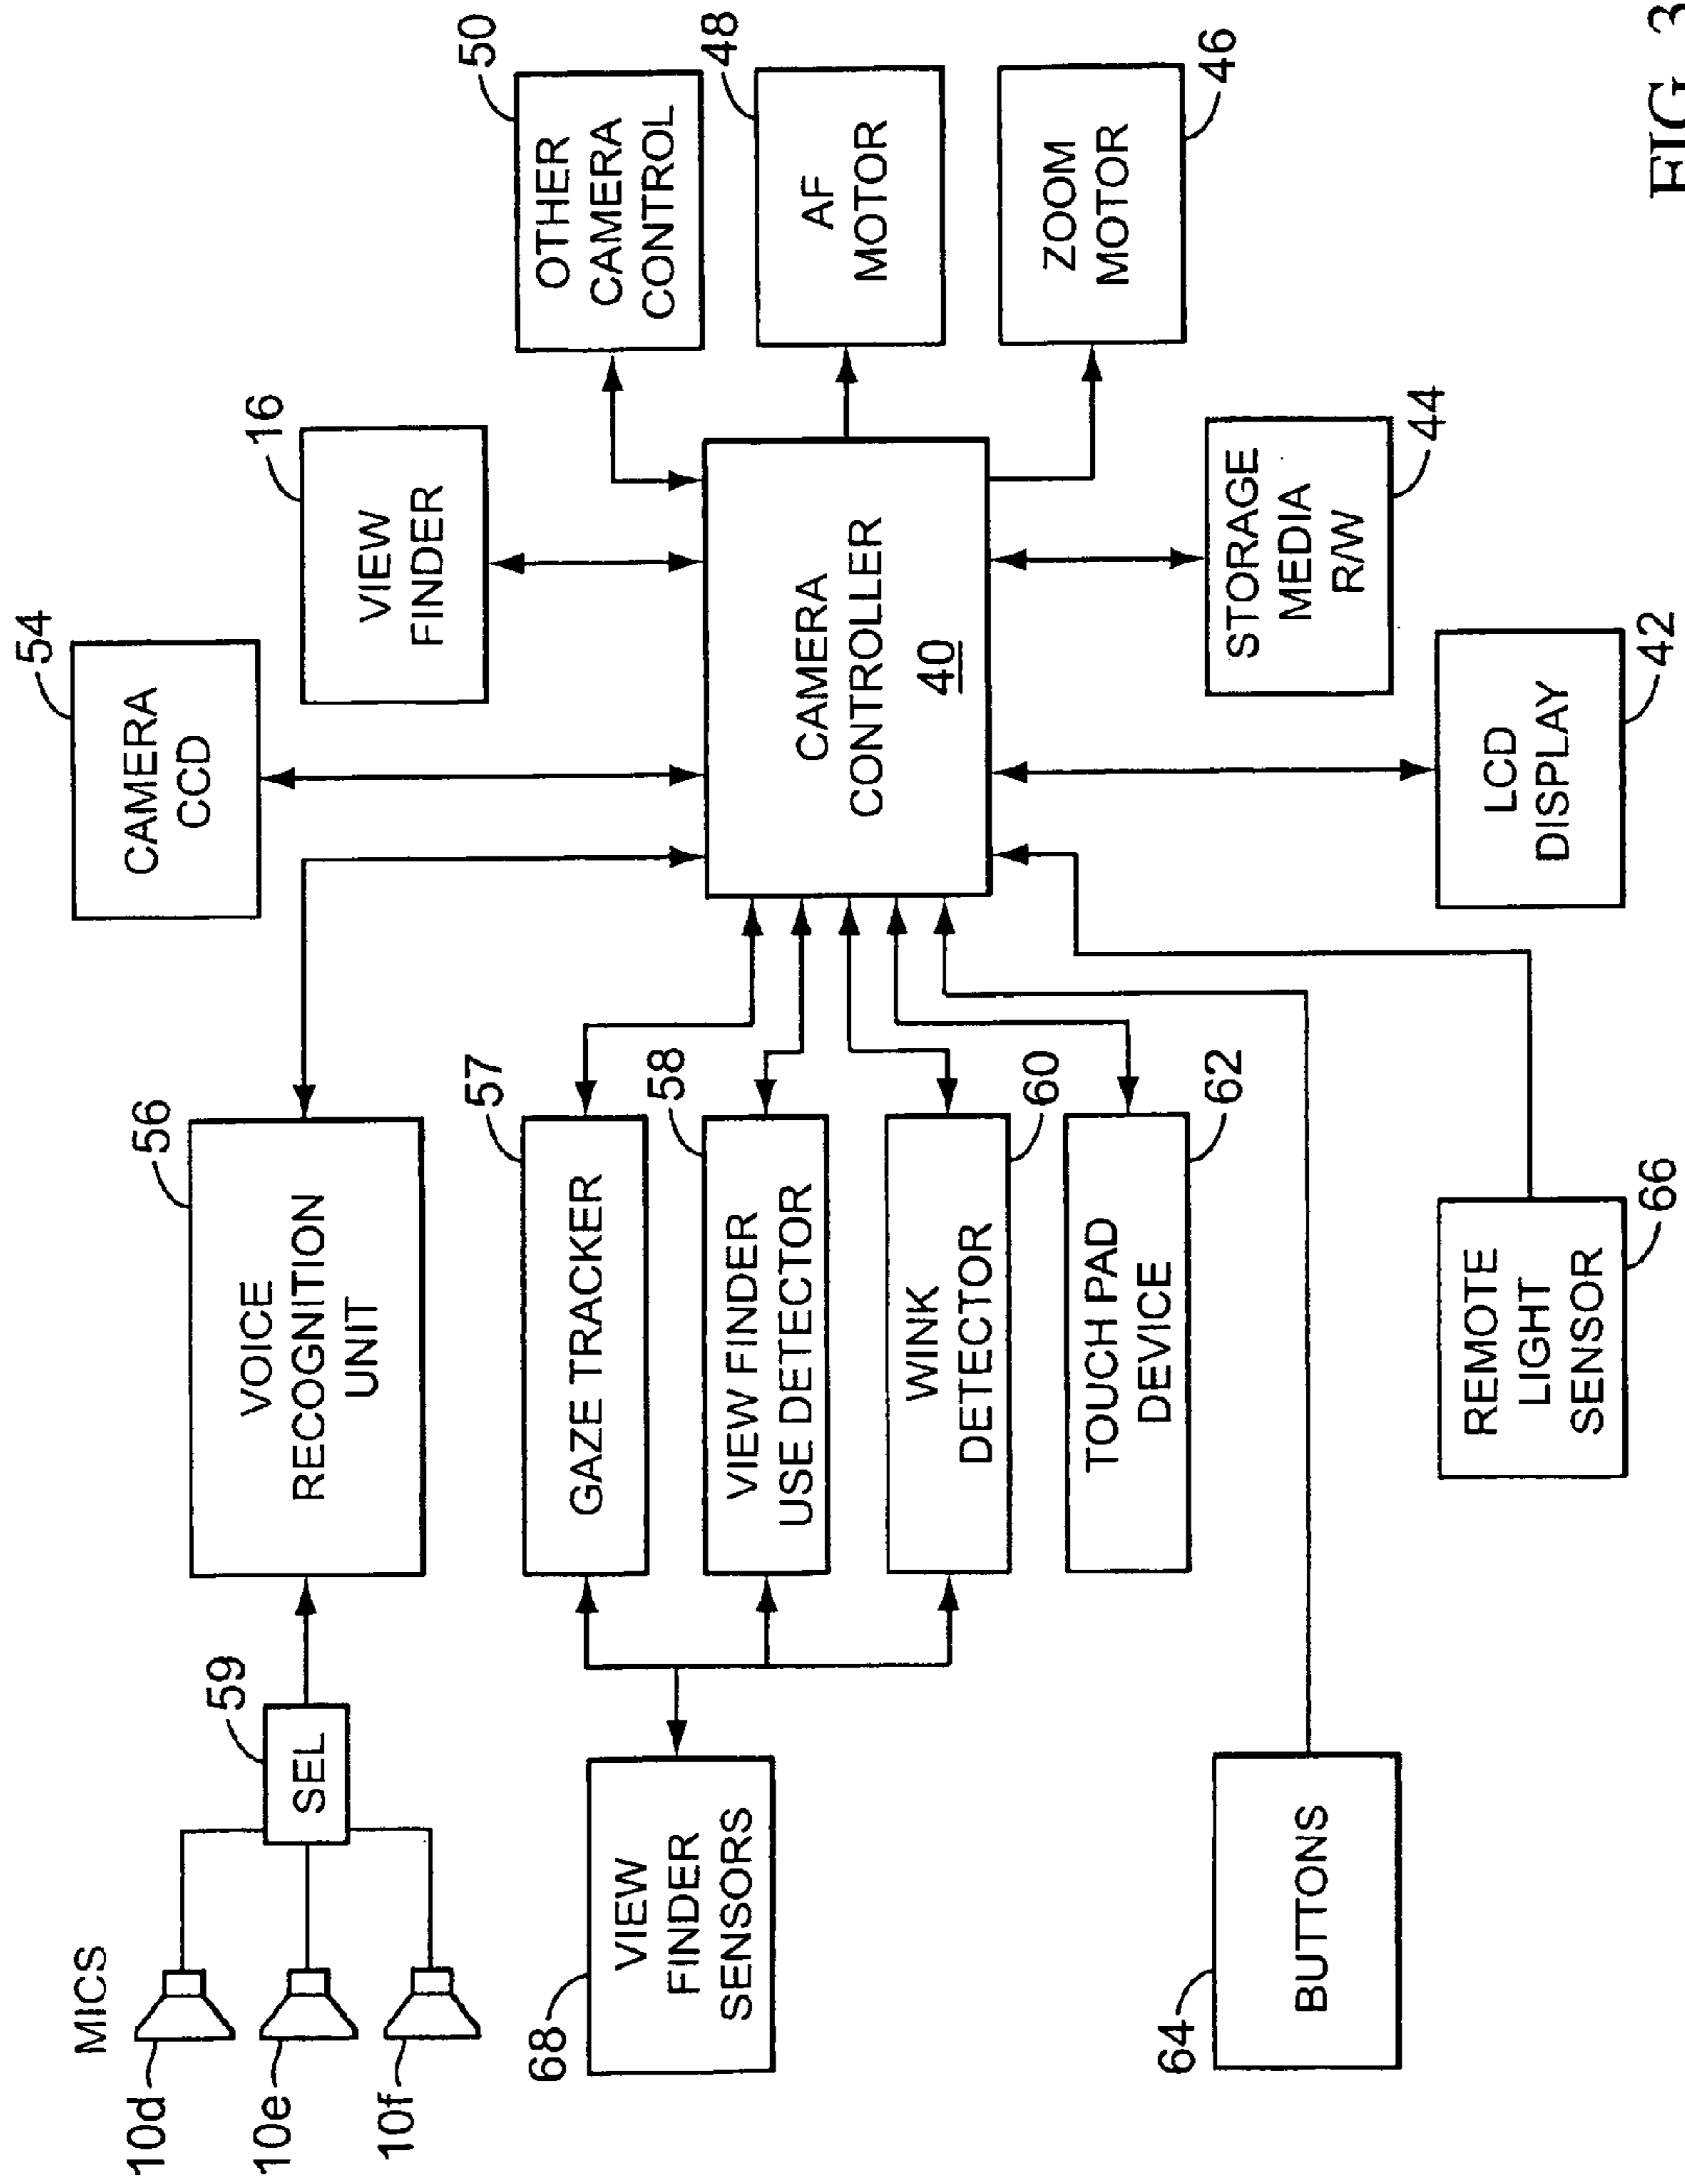 MICS
10d
10e
10f
59
SEL
56
VOICE
RECOGNITION
UNIT
54
CAMERA
CCD
16
VIEW
FINDER
50
OTHER
CAMERA
CONTROL
48
AF
MOTOR
46
ZOOM
MOTOR
68
VIEW
FINDER
SENSORS
57
GAZE TRACKER
58
VIEW FINDER
USE DETECTOR
60
WINK
DETECTOR
62
TOUCH PAD
DEVICE
CAMERA
CONTROLLER
40
64
BUTTONS
66
REMOTE
LIGHT
SENSOR
42
LCD
DISPLAY
44
STORAGE
MEDIA
R/W
FIG. 3